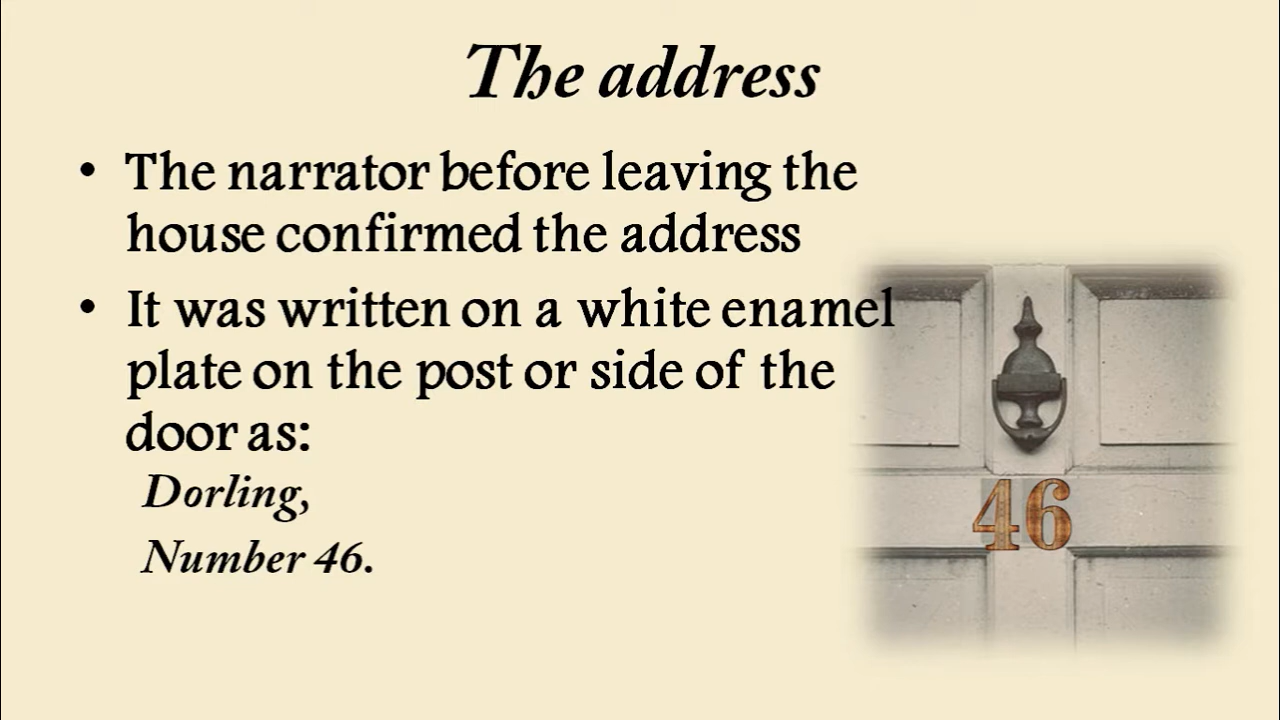 The address
• The narrator before leaving the
house confirmed the address
• It was written on a white enamel
plate on the post or side of the
door as:
Dorling,
Number 46.
46